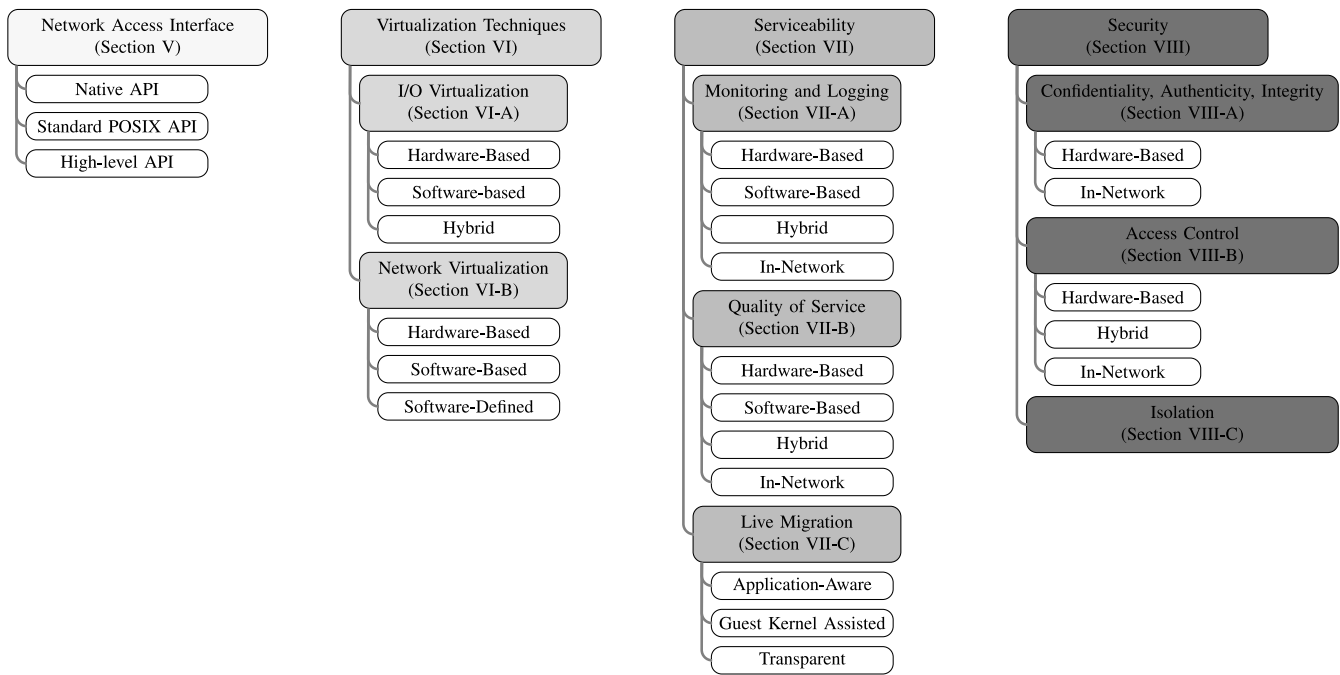 Network Access Interface
(Section V)
Native API
Standard POSIX API
High-level API
Virtualization Techniques
(Section VI)
I/O Virtualization
(Section VI-A)
Hardware-Based
Software-based
Hybrid
Network Virtualization
(Section VI-B)
Hardware-Based
Software-Based
Software-Defined
Serviceability
(Section VII)
Monitoring and Logging
(Section VII-A)
Hardware-Based
Software-Based
Hybrid
In-Network
Quality of Service
(Section VII-B)
Hardware-Based
Software-Based
Hybrid
In-Network
Live Migration
(Section VII-C)
Application-Aware
Guest Kernel Assisted
Transparent
Security
(Section VIII)
Confidentiality, Authenticity, Integrity
(Section VIII-A)
Hardware-Based
In-Network
Access Control
(Section VIII-B)
Hardware-Based
Hybrid
In-Network
Isolation
(Section VIII-C)